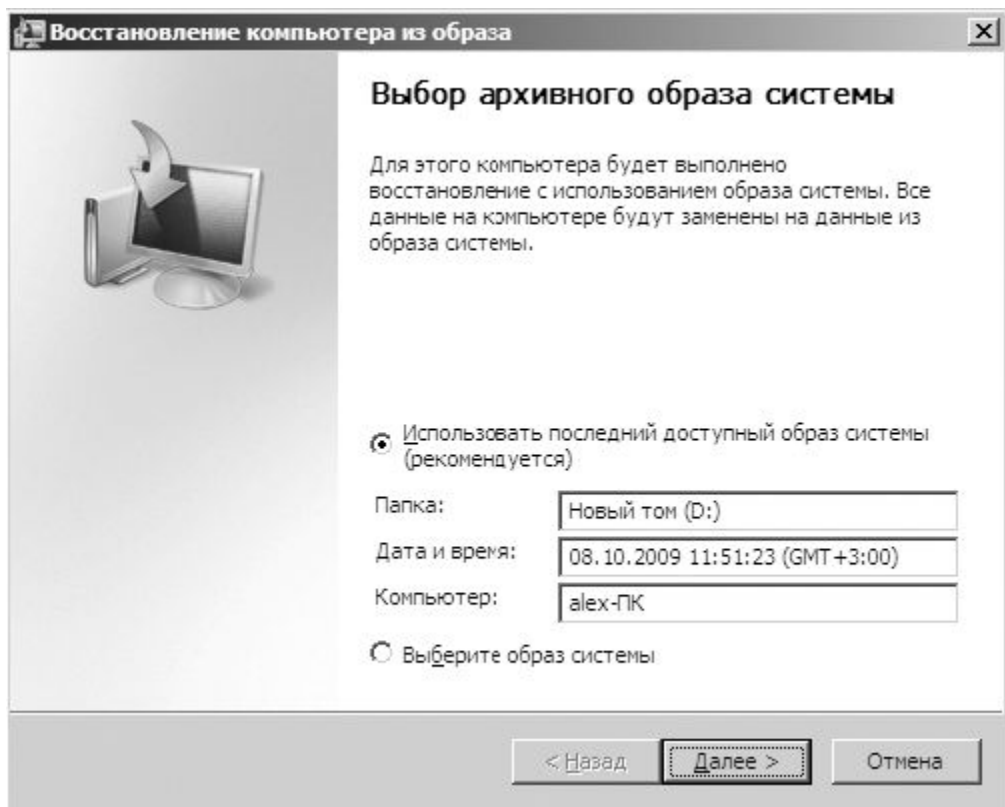 Восстановление компьютера из образа
Выбор архивного образа системы
Для этого компьютера будет выполнено
восстановление с использованием образа системы. Все
данные на компьютере будут заменены на данные из
образа системы.
Использовать последний доступный образ системы
(рекомендуется)
Папка:
Новый том (D:)
Дата и время:
08.10.2009 11:51:23 (GMT+3:00)
Компьютер:
alex-ПК
Выберите образ системы
< Назад
Далее >
Отмена